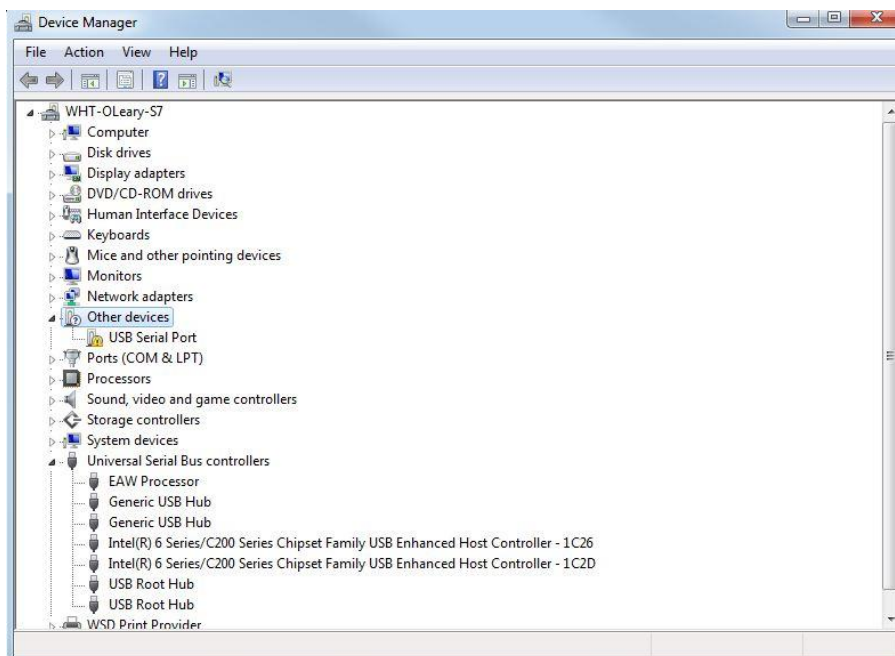 Device Manager
File Action View Help
WHT-OLeary-S7
Computer
Disk drives
Display adapters
DVD/CD-ROM drives
Human Interface Devices
Keyboards
Mice and other pointing devices
Monitors
Network adapters
Other devices
USB Serial Port
Ports (COM & LPT)
Processors
Sound, video and game controllers
Storage controllers
System devices
Universal Serial Bus controllers
EAW Processor
Generic USB Hub
Generic USB Hub
Intel(R) 6 Series/C200 Series Chipset Family USB Enhanced Host Controller - 1C26
Intel(R) 6 Series/C200 Series Chipset Family USB Enhanced Host Controller - 1C2D
USB Root Hub
USB Root Hub
WSD Print Provider